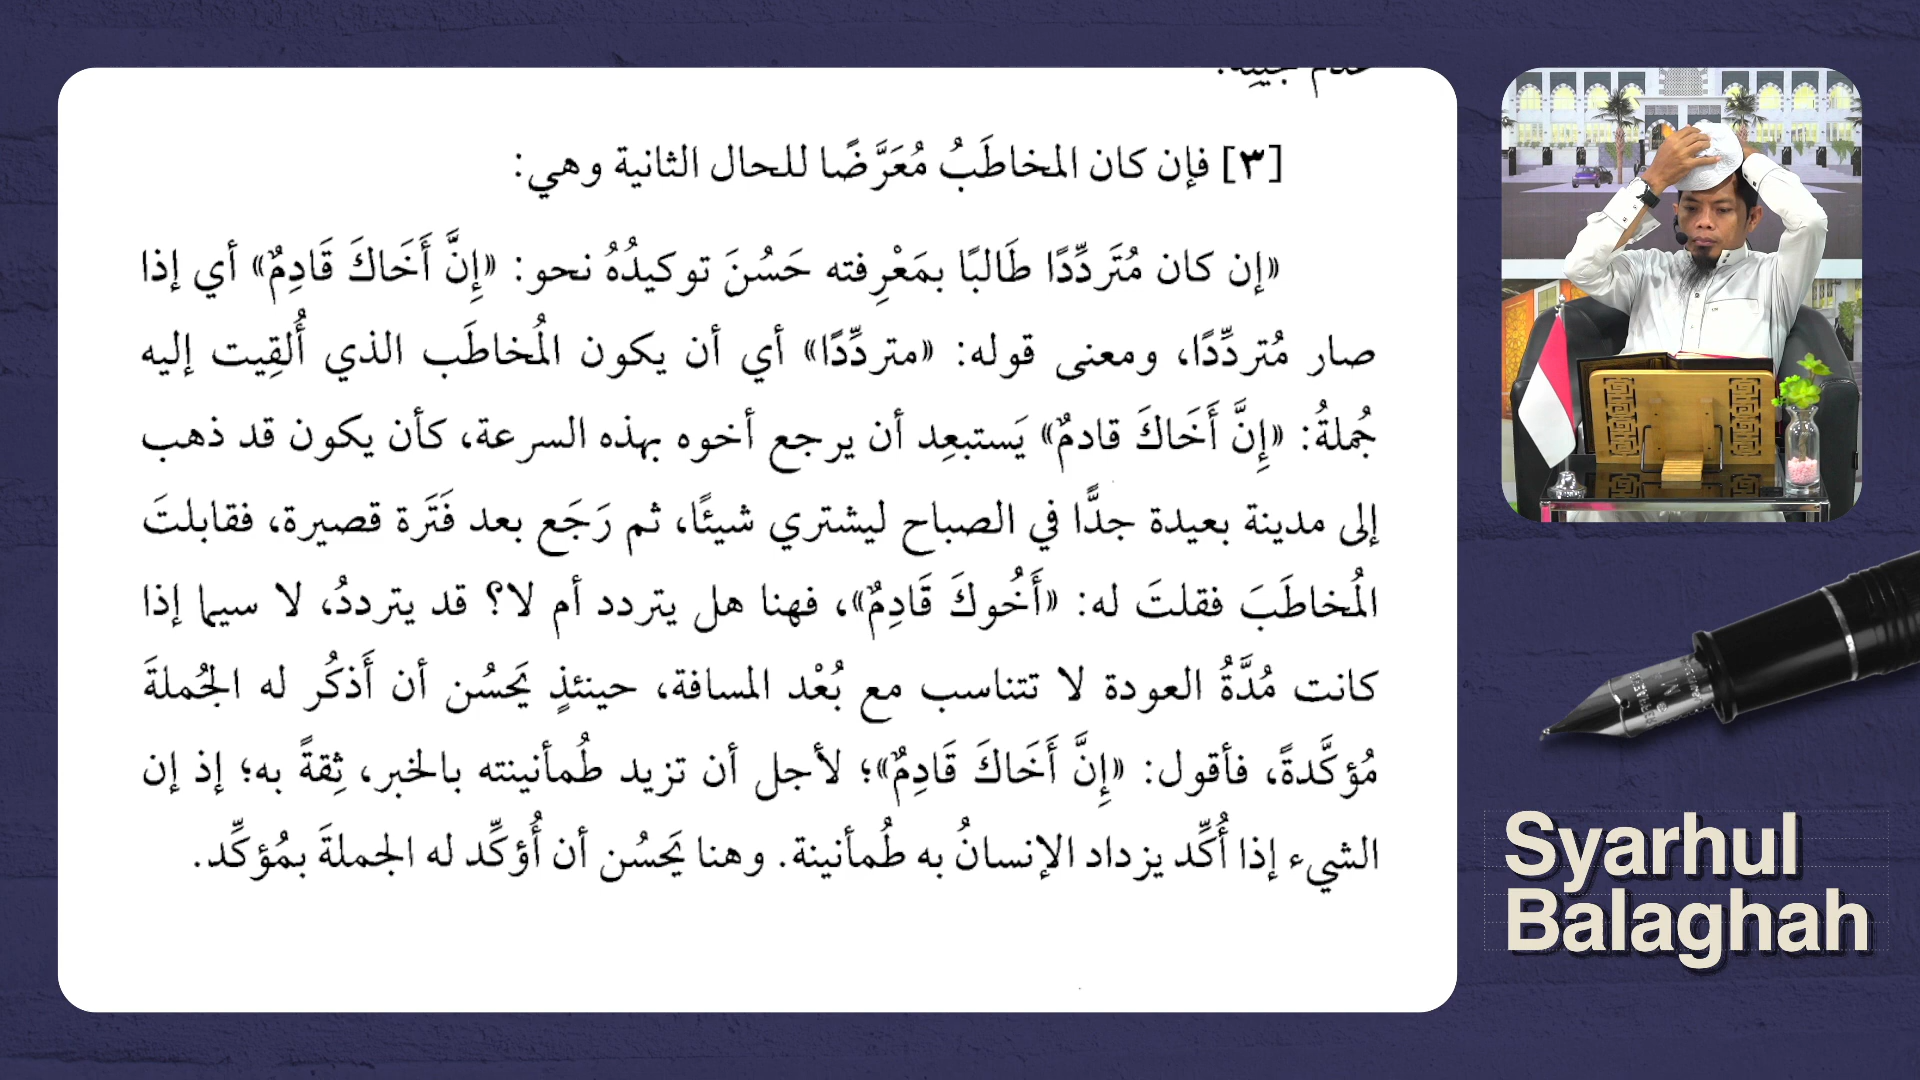 [٣] فإن كان المخاطَبُ مُعَرَّضًا للحال الثانية وهي:
«إن كان مُتَردِّدًا طَالبًا بمَعْرِفته حَسُنَ توكيدُهُ نحو: «إِنَّ أَخَاكَ قَادِمٌ» أي إذا
صار مُتردِّدًا، ومعنى قوله: «متردِّدًا» أي أن يكون المُخاطَب الذي أُلقِيت إليه
جُملةُ: «إِنَّ أَخَاكَ قادمٌ» يَستبعِد أن يرجع أخوه بهذه السرعة، كأن يكون قد ذهب
إلى مدينة بعيدة جدًّا في الصباح ليشتري شيئًا، ثم رَجَع بعد فَتَرة قصيرة، فقابلتَ
المُخاطَبَ فقلتَ له: «أَخُوكَ قَادِمٌ»، فهنا هل يتردد أم لا؟ قد يترددُ، لا سيما إذا
كانت مُدَّةُ العودة لا تتناسب مع بُعْد المسافة، حينئذٍ يَحسُن أن أَذكُر له الجُملةَ
مُؤكَّدةً، فأقول: «إِنَّ أَخَاكَ قَادِمٌ»؛ لأجل أن تزيد طُمأنينته بالخبر، ثِقةً به؛ إذ إن
الشيء إذا أُكِّد يزداد الإنسانُ به طُمأنينة. وهنا يَحسُن أن أُؤكِّد له الجملةَ بمُؤكِّد.
Syarhul
Balaghah